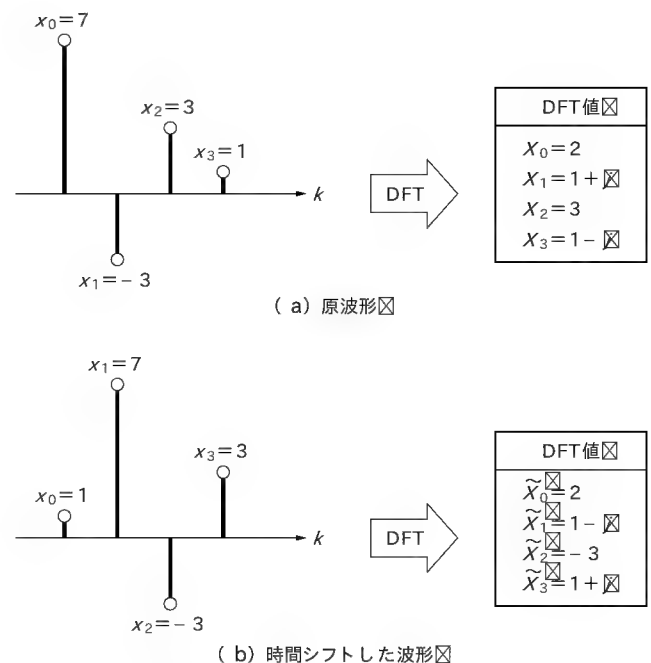 x₀=7
x₂=3
x₃=1
k
x₁=−3
DFT
DFT値☒
X₀=2
X₁=1+j☒
X₂=3
X₃=1−j☒
( a)原波形☒
x₁=7
x₃=3
x₀=1
k
x₂=−3
DFT
DFT値☒
X̃₀☒=2
X̃₁☒=1−j☒
X̃₂☒=−3
X̃₃☒=1+j☒
( b)時間シフトした波形☒